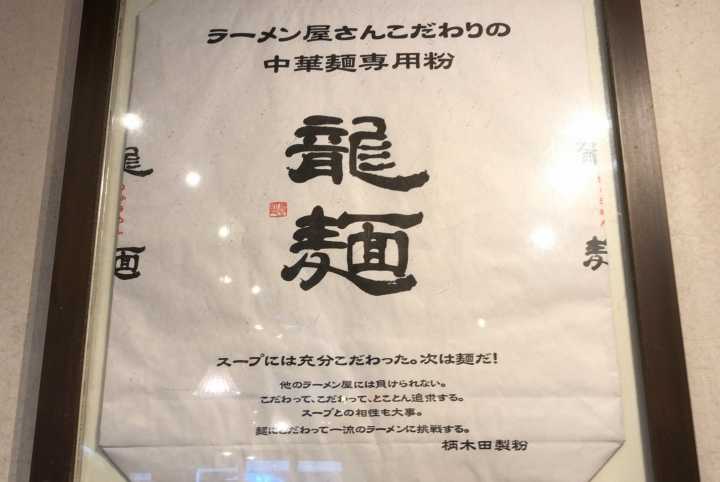 ラーメン屋さんこだわりの
中華麺専用粉
龍
麺
龍
麺
スープには充分こだわった。次は麺だ!
他のラーメン屋には負けられない。
こだわって、こだわって、とことん追求する。
スープとの相性も大事。
麺にこだわって一流のラーメンに挑戦する。
柄木田製粉